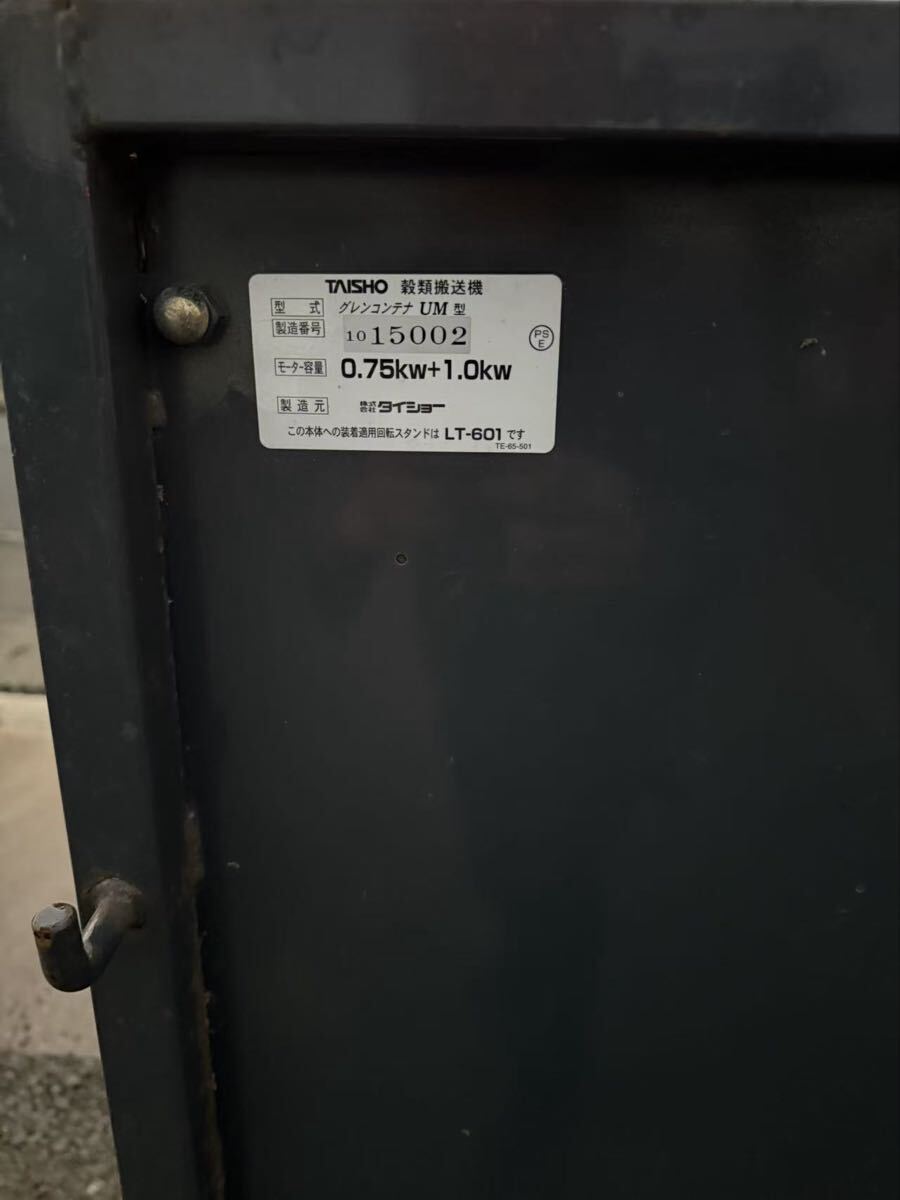 TAISHO 穀類搬送機
型式 グレンコンテナ UM 型
製造番号 10 15002
PS E
モーター容量 0.75kw+1.0kw
製造元 株式会社 タイショー
この本体への装着適用回転スタンドは LT-601 です
TE-65-501